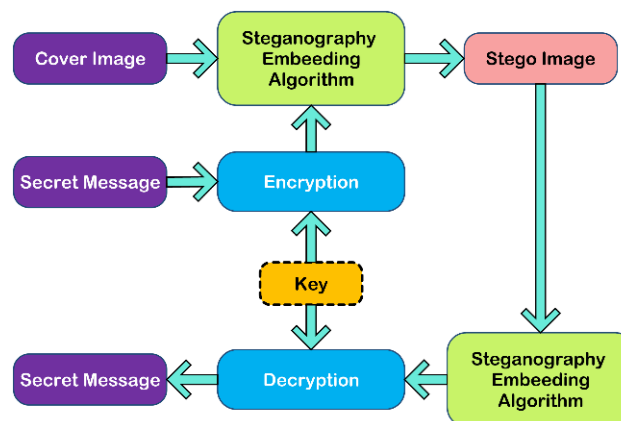 Cover Image
Steganography
Embeeding
Algorithm
Stego Image
Secret Message
Encryption
Key
Secret Message
Decryption
Steganography
Embeeding
Algorithm